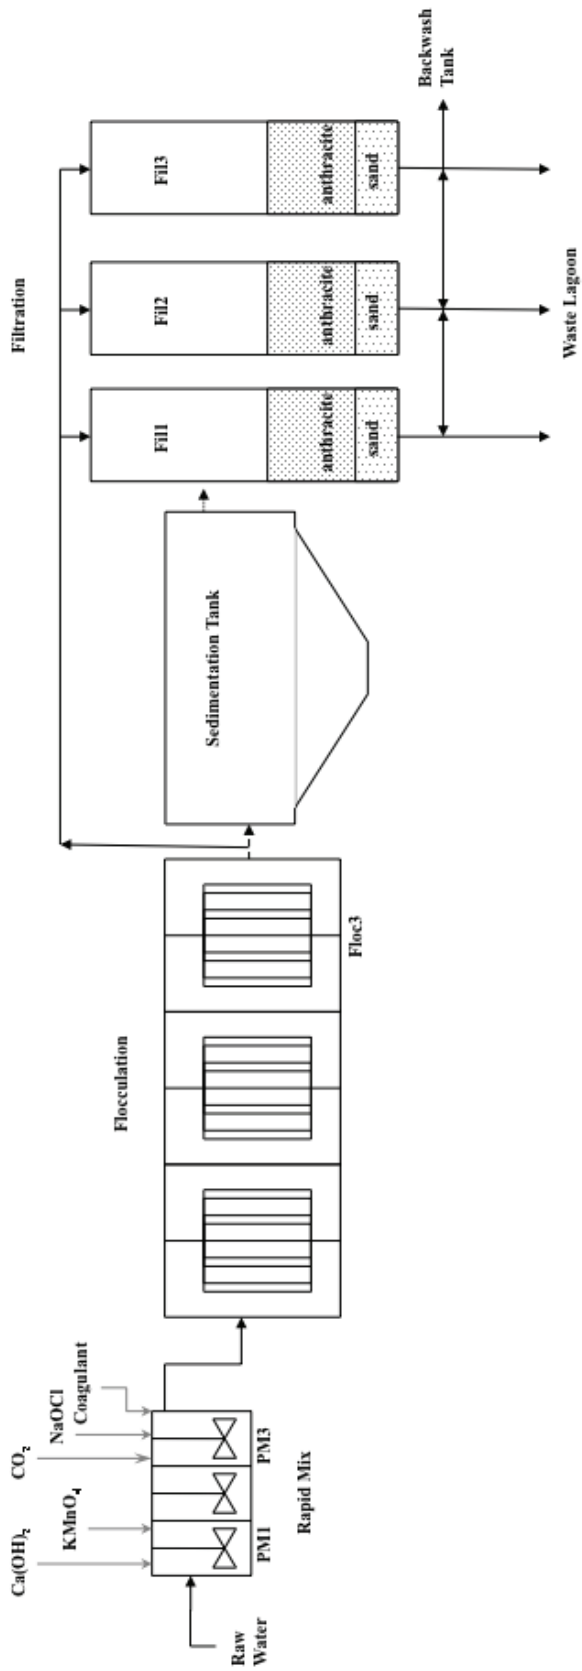 Filtration
Fil1
Fil2
Fil3
anthracite
anthracite
anthracite
sand
sand
sand
Backwash
Tank
Waste Lagoon
Sedimentation Tank
Flocculation
Floc3
Ca(OH)₂
KMnO₄
CO₂
NaOCl
Coagulant
PM1
PM3
Rapid Mix
Raw
Water